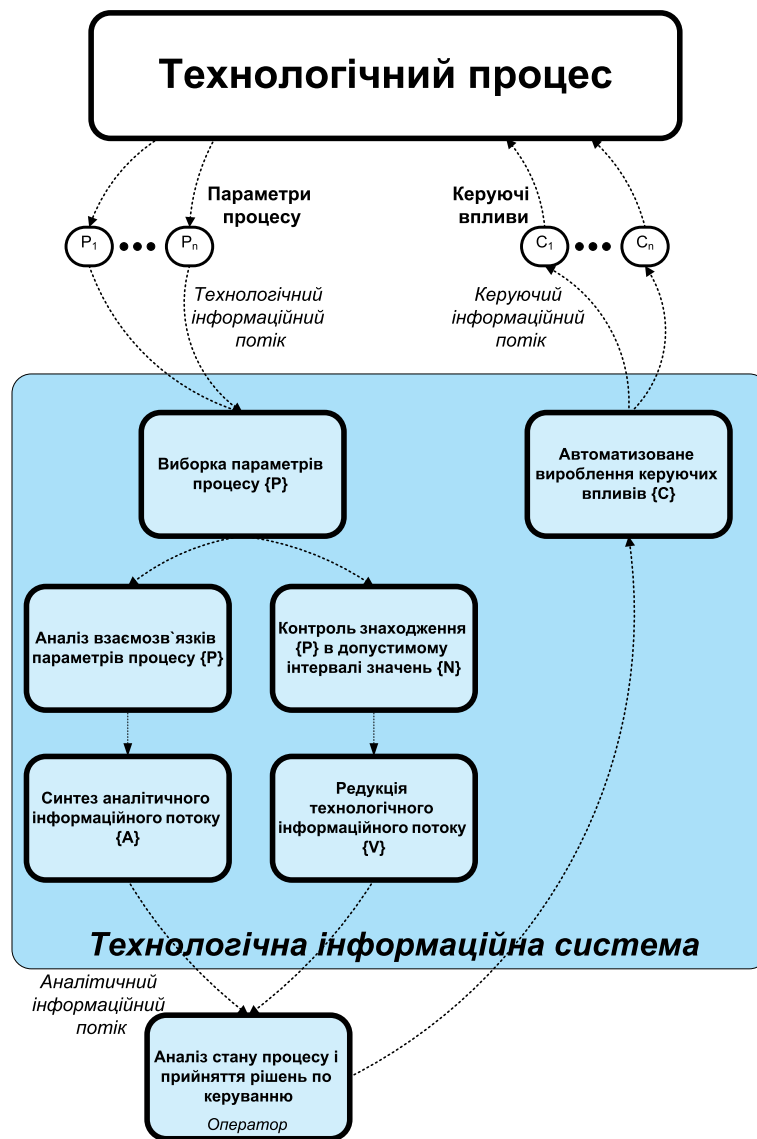 Технологічний процес
Параметри
процесу
Керуючі
впливи
P1
Pn
C1
Cn
Технологічний
інформаційний
потік
Керуючий
інформаційний
потік
Виборка параметрів
процесу {P}
Автоматизоване
вироблення керуючих
впливів {C}
Аналіз взаємозв`язків
параметрів процесу {P}
Контроль знаходження
{P} в допустимому
інтервалі значень {N}
Синтез аналітичного
інформаційного потоку
{A}
Редукція
технологічного
інформаційного потоку
{V}
Технологічна інформаційна система
Аналітичний
інформаційний
потік
Аналіз стану процесу і
прийняття рішень по
керуванню
Оператор